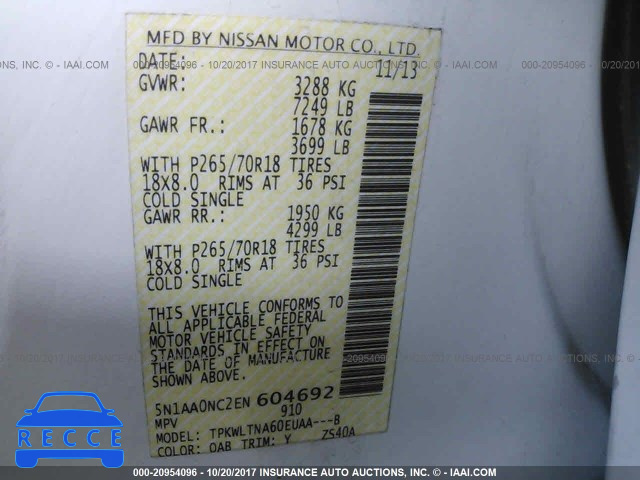 MFD BY NISSAN MOTOR CO., LTD.
DATE: 11/13
GVWR: 3288 KG
7249 LB
GAWR FR.: 1678 KG
3699 LB
WITH P265/70R18 TIRES
18X8.0 RIMS AT 36 PSI
COLD SINGLE
GAWR RR.: 1950 KG
4299 LB
WITH P265/70R18 TIRES
18X8.0 RIMS AT 36 PSI
COLD SINGLE
THIS VEHICLE CONFORMS TO
ALL APPLICABLE FEDERAL
MOTOR VEHICLE SAFETY
STANDARDS IN EFFECT ON
THE DATE OF MANUFACTURE
SHOWN ABOVE.
5N1AA0NC2EN 604692
MPV 910
MODEL: TPKWLTNA60EUAA---B
COLOR: QAB TRIM: Y ZS40A
000-20954096 - 10/20/2017 INSURANCE AUTO AUCTIONS, INC. - IAAI.COM
RECCE